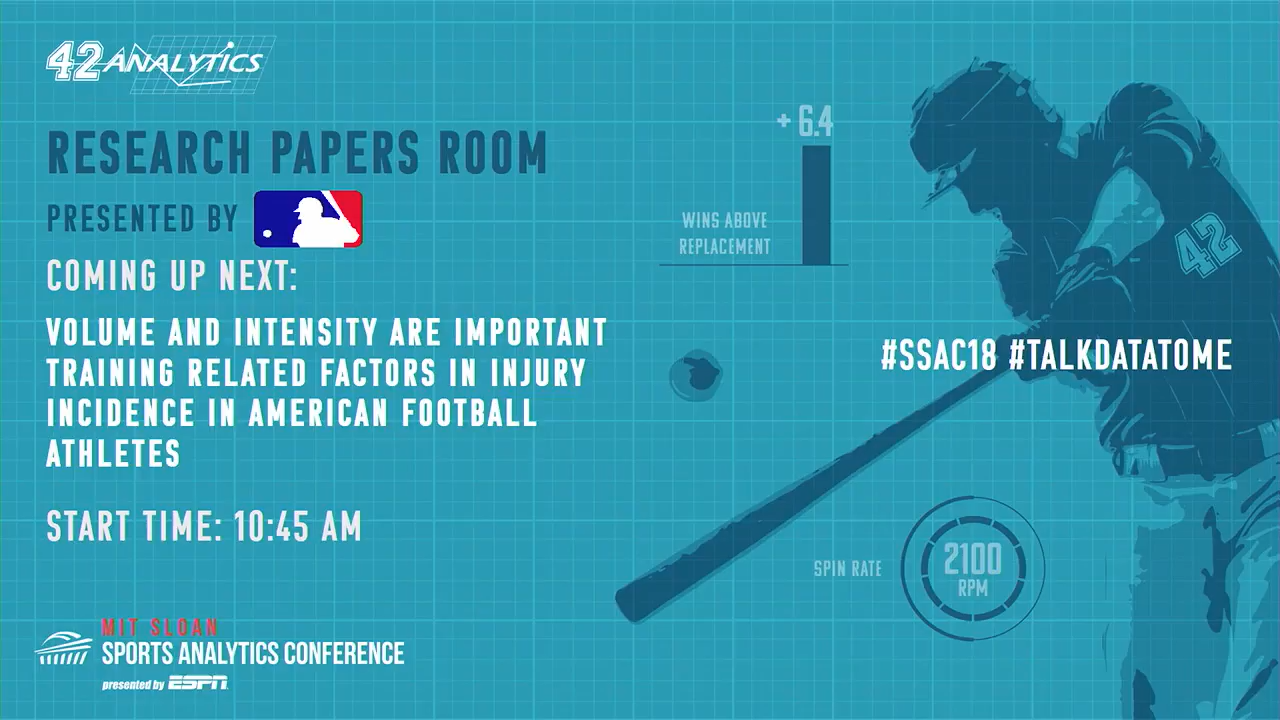 42 ANALYTICS
RESEARCH PAPERS ROOM
PRESENTED BY
COMING UP NEXT:
VOLUME AND INTENSITY ARE IMPORTANT
TRAINING RELATED FACTORS IN INJURY
INCIDENCE IN AMERICAN FOOTBALL
ATHLETES
START TIME: 10:45 AM
MIT SLOAN
SPORTS ANALYTICS CONFERENCE
presented by ESPN
+ 6.4
WINS ABOVE
REPLACEMENT
42
#SSAC18 #TALKDATATOME
SPIN RATE
2100
RPM